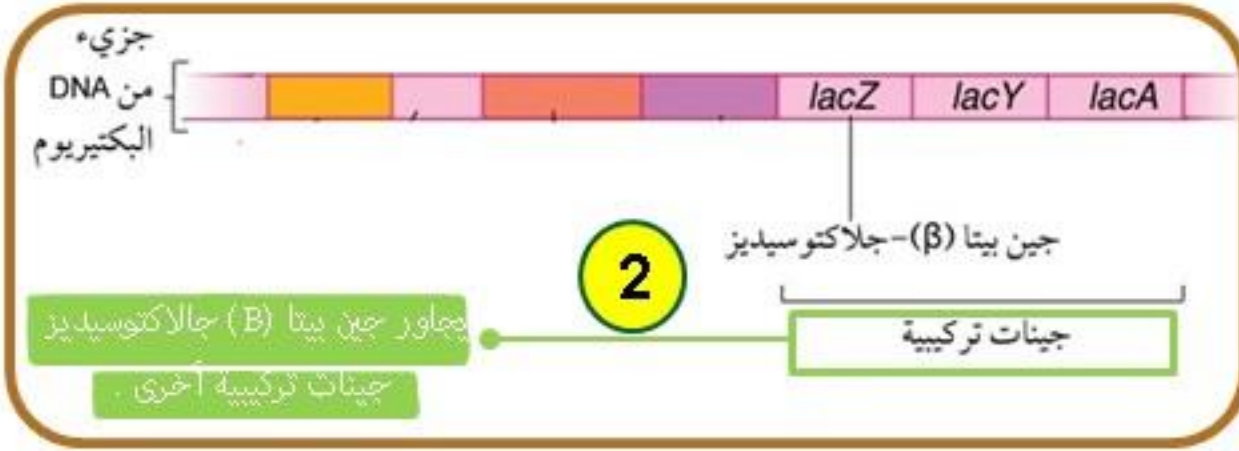 جزيء
من DNA
البكتيريوم
lacZ lacY lacA
جين بيتا (β)-جلاكتوسيديز
2
جينات تركيبية
يجاور جين بيتا (B) جالاكتوسيديز
جينات تركيبية أخرى .